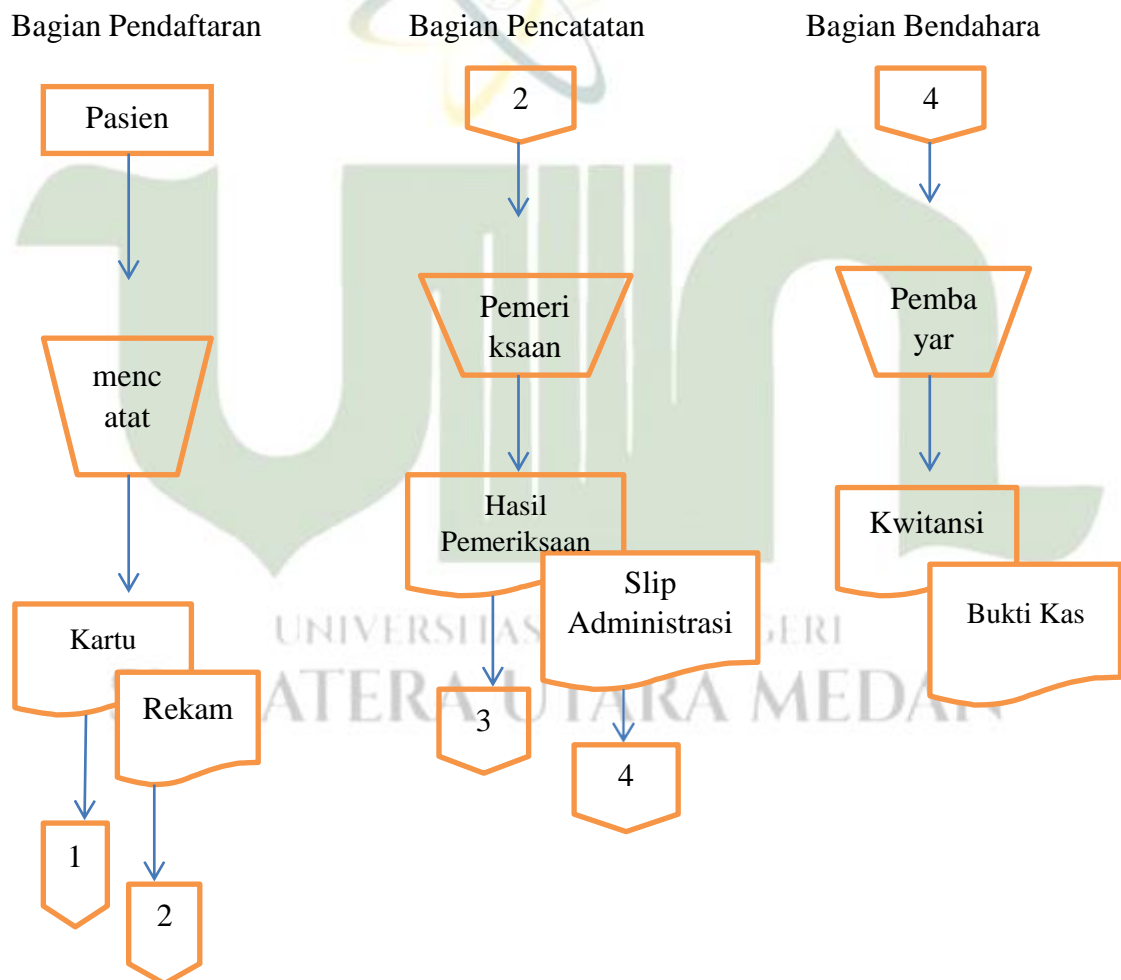 Bagian Pendaftaran
Pasien
menc
atat
Kartu
Rekam
1
2
Bagian Pencatatan
2
Pemeri
ksaan
Hasil
Pemeriksaan
Slip
Administrasi
3
4
Bagian Bendahara
4
Pemba
yar
Kwitansi
Bukti Kas
UNIVERSITAS GERI
ATERA UTARA MEDAN